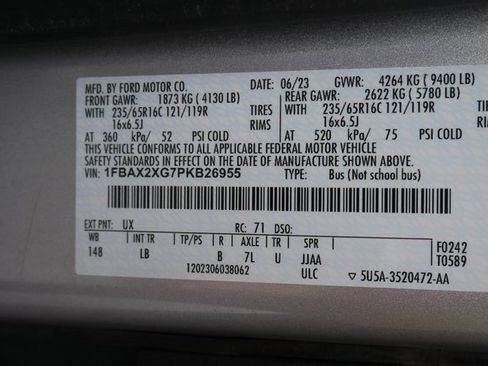 MFD. BY FORD MOTOR CO. DATE: 06/23 GVWR: 4264 KG ( 9400 LB)
FRONT GAWR: 1873 KG ( 4130 LB) REAR GAWR: 2622 KG ( 5780 LB)
WITH 235/65R16C 121/119R TIRES WITH 235/65R16C 121/119R
16x6.5J RIMS 16x6.5J
AT 360 kPa/ 52 PSI COLD AT 520 kPa/ 75 PSI COLD
THIS VEHICLE CONFORMS TO ALL APPLICABLE FEDERAL MOTOR VEHICLE
SAFETY STANDARDS IN EFFECT ON THE DATE OF MANUFACTURE SHOWN ABOVE.
VIN: 1FBAX2XG7PKB26955 TYPE: Bus (Not school bus)
EXT PNT: UX RC: 71 DSO:
WB INT TR TP/PS R AXLE TR SPR F0242
148 LB B 7L U JJAA T0589
1202306038062 ULC ▽ 5U5A-3520472-AA